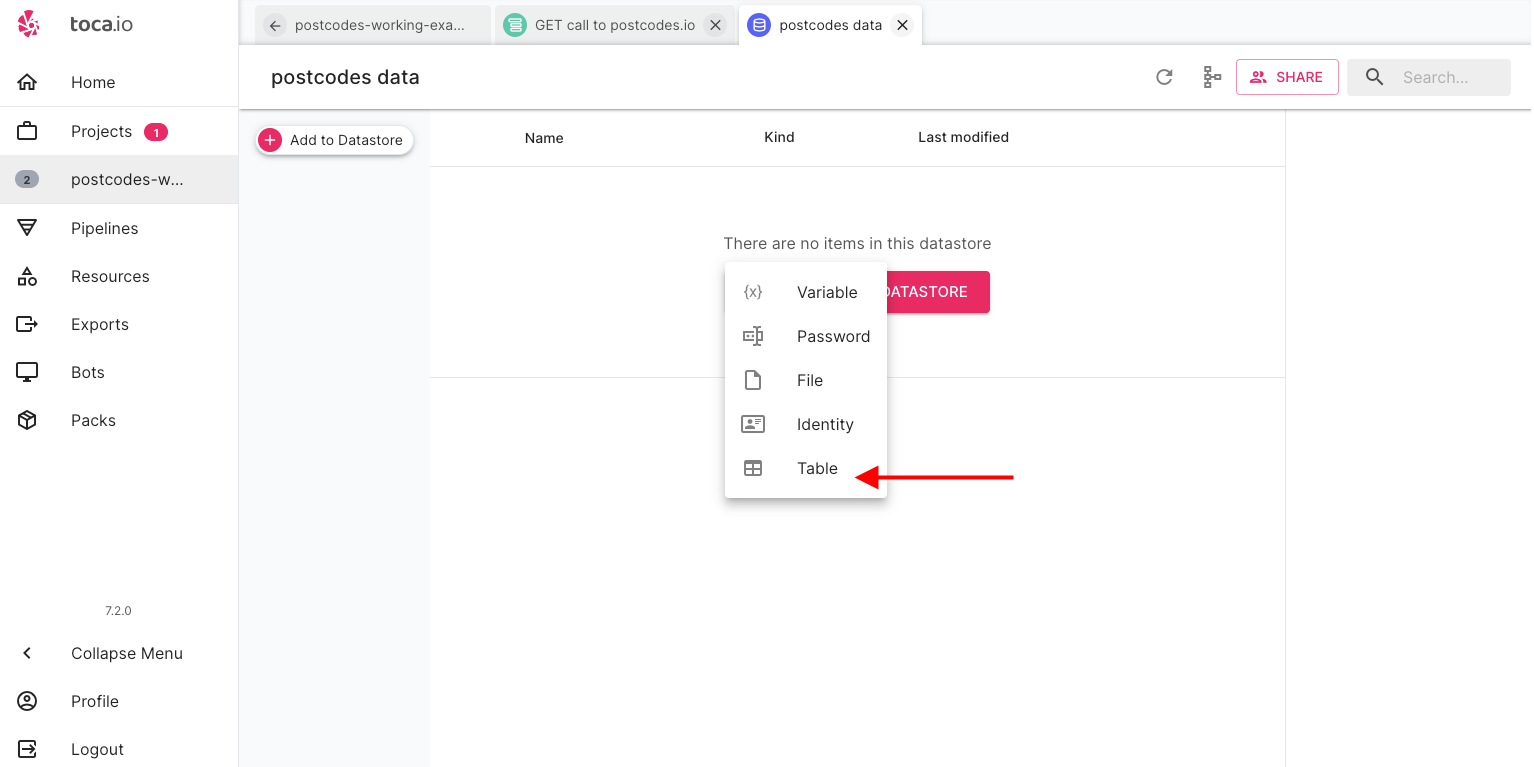 toca.io
postcodes-working-exa...
GET call to postcodes.io
postcodes data
postcodes data
SHARE
Search...
Home
Projects
1
2
postcodes-w...
Pipelines
Resources
Exports
Bots
Packs
7.2.0
Collapse Menu
Profile
Logout
Add to Datastore
Name
Kind
Last modified
There are no items in this datastore
DATASTORE
{x}
Variable
Password
File
Identity
Table